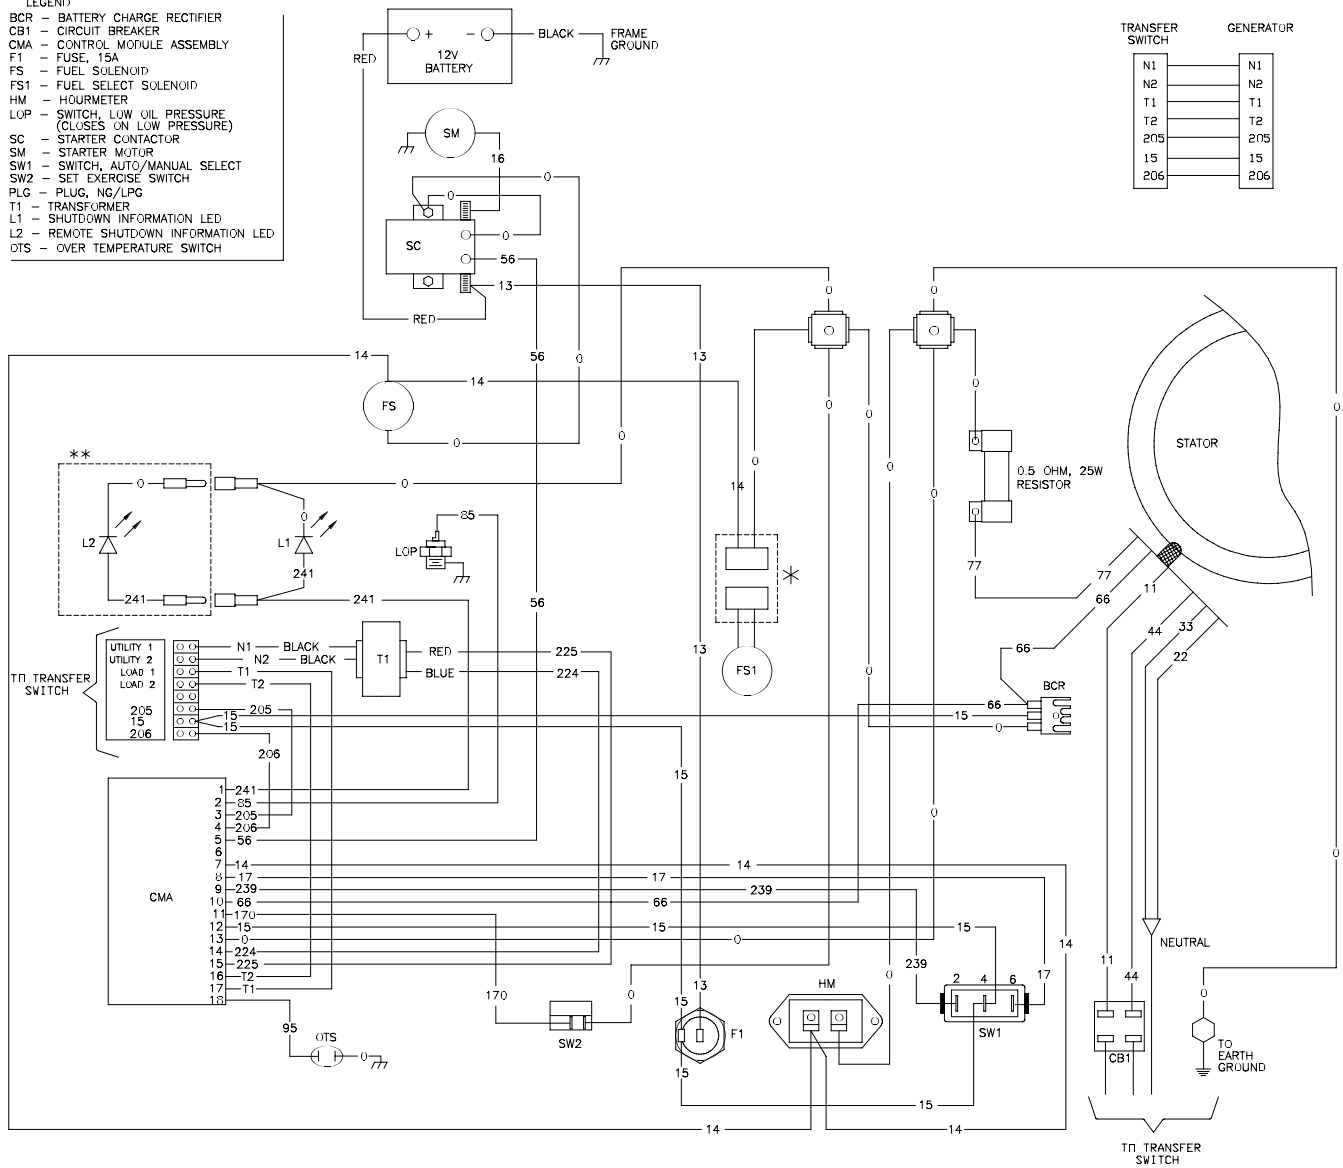 LEGEND
BCR – BATTERY CHARGE RECTIFIER
CB1 – CIRCUIT BREAKER
CMA – CONTROL MODULE ASSEMBLY
F1 – FUSE, 15A
FS – FUEL SOLENOID
FS1 – FUEL SELECT SOLENOID
HM – HOURMETER
LOP – SWITCH, LOW OIL PRESSURE
(CLOSES ON LOW PRESSURE)
SC – STARTER CONTACTOR
SM – STARTER MOTOR
SW1 – SWITCH, AUTO/MANUAL SELECT
SW2 – SET EXERCISE SWITCH
PLG – PLUG, NG/LPG
T1 – TRANSFORMER
L1 – SHUTDOWN INFORMATION LED
L2 – REMOTE SHUTDOWN INFORMATION LED
OTS – OVER TEMPERATURE SWITCH
+ –
12V
BATTERY
RED
BLACK
FRAME
GROUND
TRANSFER
SWITCH
GENERATOR
N1 N1
N2 N2
T1 T1
T2 T2
205 205
15 15
206 206
SM
16
0
0
SC
0
56
13
RED
0 0
0
14
56
0
13
14
FS
0
0
0
0
0
0
0
STATOR
**
0
0
0
14
0
0
0
0.5 OHM, 25W
RESISTOR
85
L2
L1
LOP
241
241
241
*
56
77
77
66
11
44
33
22
UTILITY 1
UTILITY 2
LOAD 1
LOAD 2
205
15
206
TO TRANSFER
SWITCH
N1 BLACK
N2 BLACK
T1
T2
T1
RED 225
BLUE 224
13
FS1
0
66
BCR
205
15
15
206
66
15
0
15
0
0
CMA
1 241
2 85
3 205
4 206
5 56
6
7 14 14
8 17 17
9 239 239
10 66 66
11 170
12 15 15 15
13 0 0
14 224
15 225
16 T2
17 T1
18
14
NEUTRAL
239
0
17
11
44
170
0
15
13
HM
2 4 6
0
95
OTS
0
SW2
F1
SW1
CB1
TO
EARTH
GROUND
15
15
14
14
TO TRANSFER
SWITCH